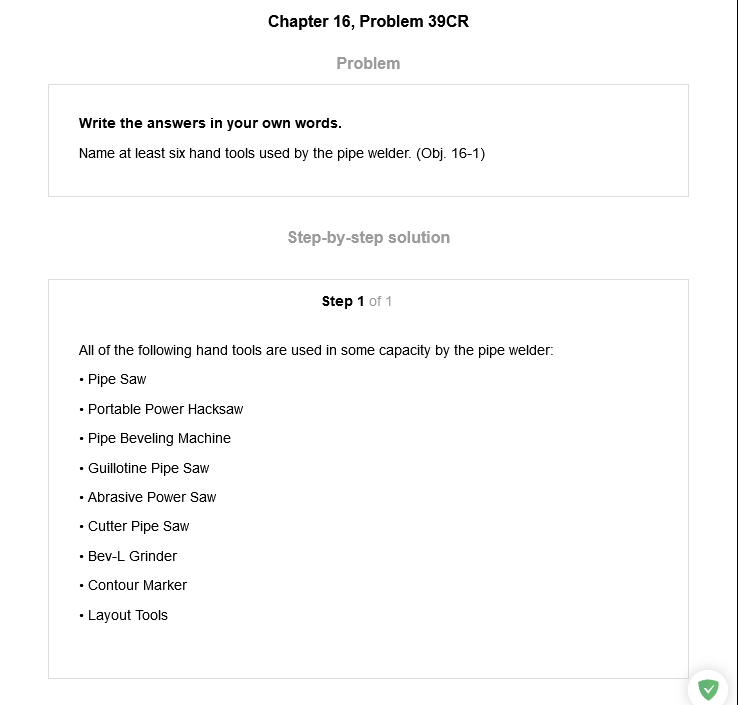 Chapter 16, Problem 39CR
Problem
Write the answers in your own words.
Name at least six hand tools used by the pipe welder. (Obj. 16-1)
Step-by-step solution
Step 1 of 1
All of the following hand tools are used in some capacity by the pipe welder:
• Pipe Saw
• Portable Power Hacksaw
• Pipe Beveling Machine
• Guillotine Pipe Saw
• Abrasive Power Saw
• Cutter Pipe Saw
• Bev-L Grinder
• Contour Marker
• Layout Tools